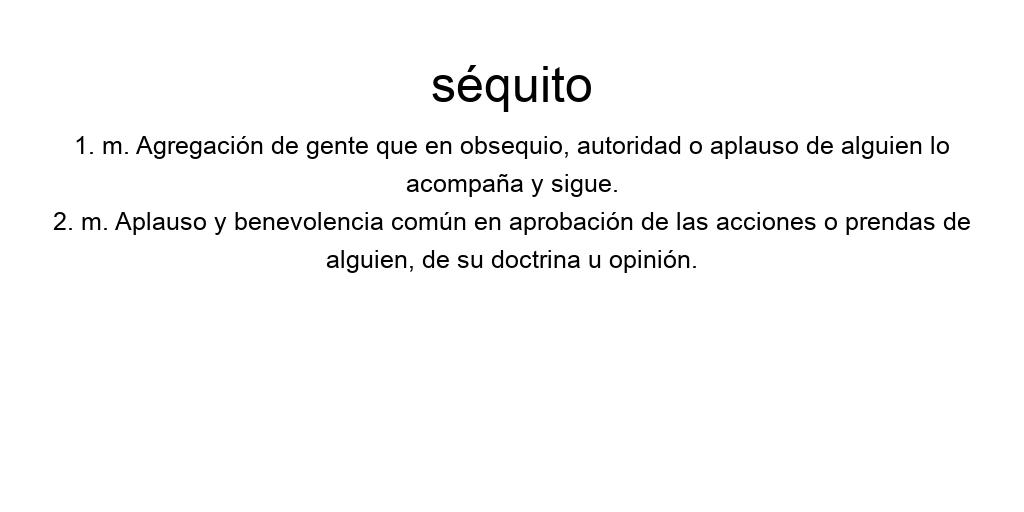 séquito
1. m. Agregación de gente que en obsequio, autoridad o aplauso de alguien lo
acompaña y sigue.
2. m. Aplauso y benevolencia común en aprobación de las acciones o prendas de
alguien, de su doctrina u opinión.